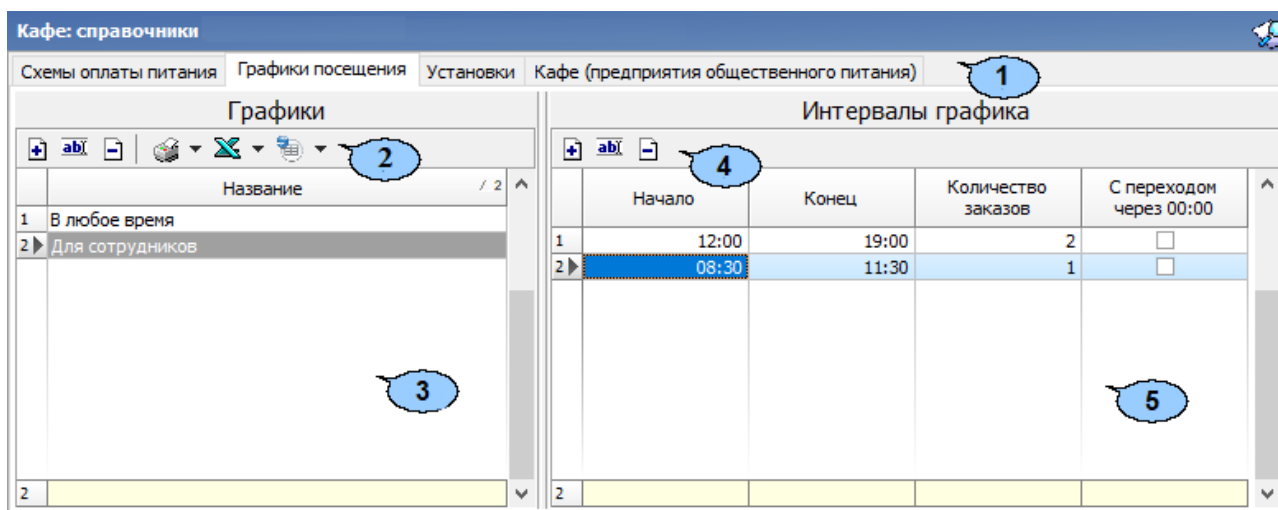 Кафе: справочники
Схемы оплаты питания Графики посещения Установки Кафе (предприятия общественного питания) 1
Графики
abI 2
Название / 2
1 В любое время
2 Для сотрудников
3
2
Интервалы графика
abI 4
Начало Конец Количество заказов С переходом через 00:00
1 12:00 19:00 2
2 08:30 11:30 1
5
2